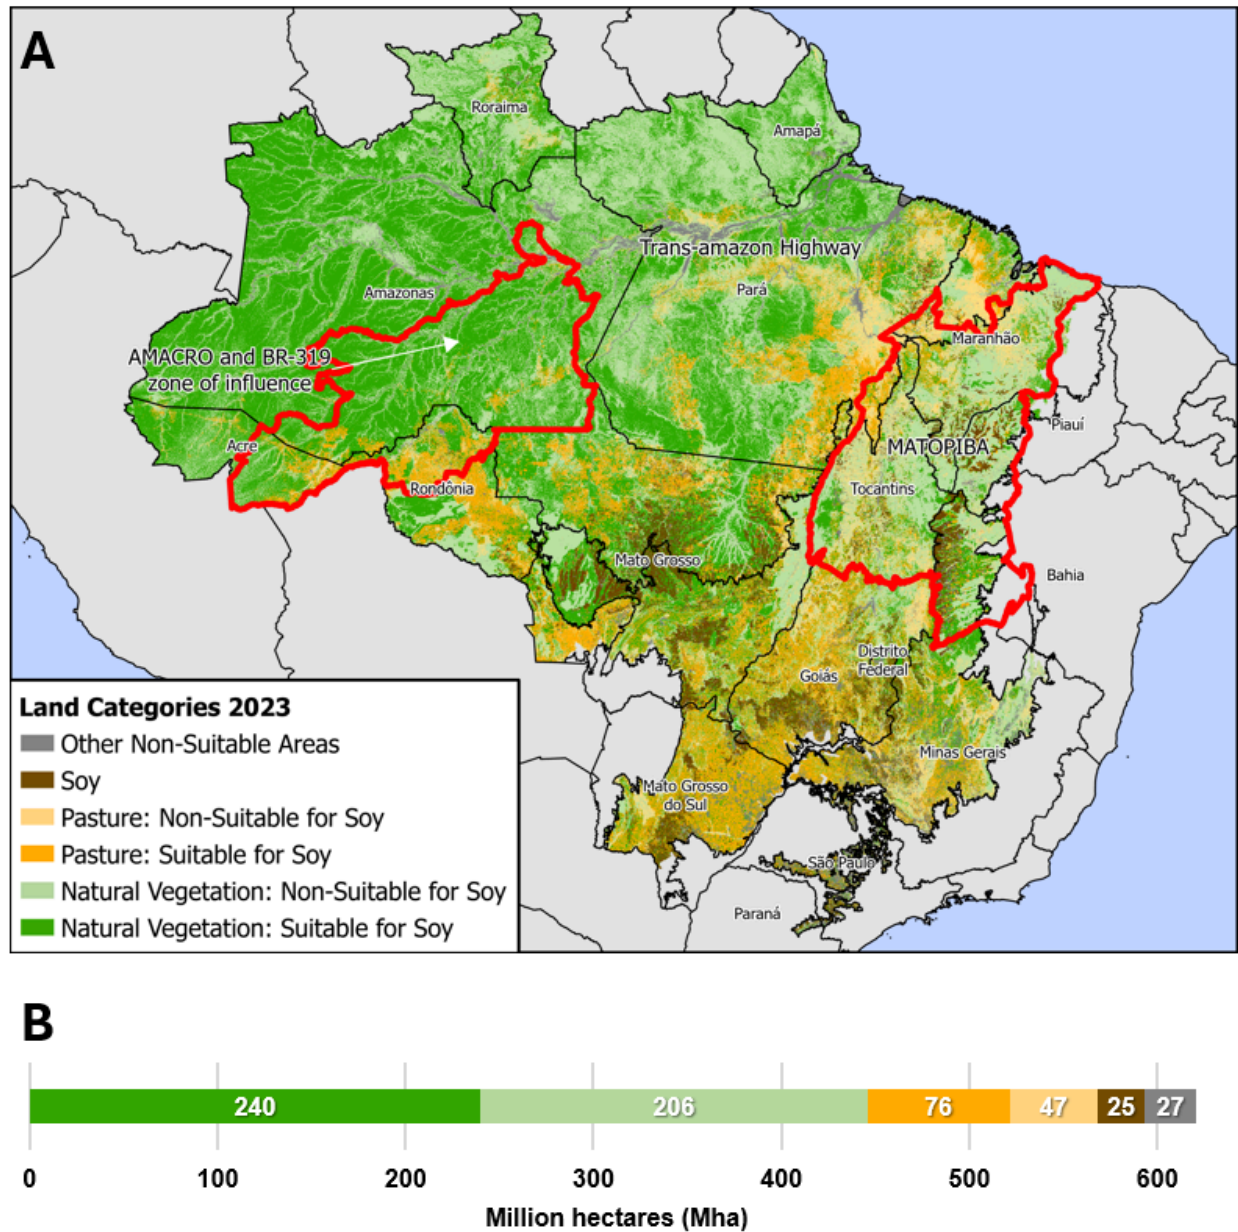 A
Roraima
Amapá
Trans-amazon Highway
Amazonas
Pará
Maranhão
AMACRO and BR-319
zone of influence
Acre
Piauí
MATOPIBA
Rondônia
Tocantins
Mato Grosso
Bahia
Distrito
Federal
Goiás
Minas Gerais
Mato Grosso
do Sul
São Paulo
Paraná
Land Categories 2023
Other Non-Suitable Areas
Soy
Pasture: Non-Suitable for Soy
Pasture: Suitable for Soy
Natural Vegetation: Non-Suitable for Soy
Natural Vegetation: Suitable for Soy
B
240 206 76 47 25 27
0 100 200 300 400 500 600
Million hectares (Mha)